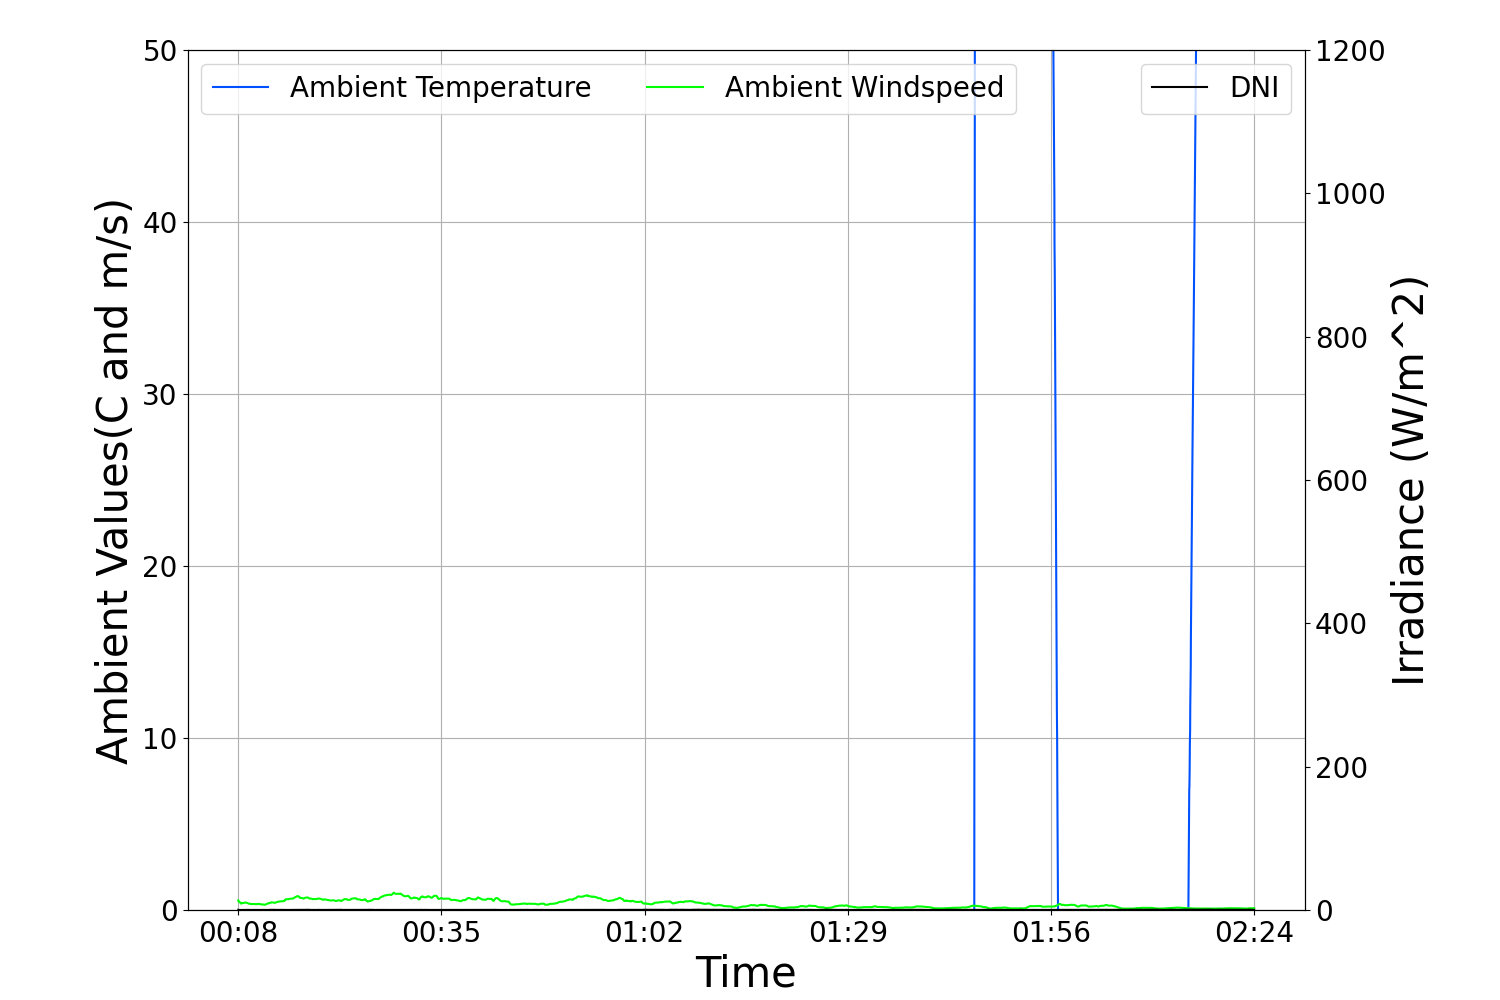 Ambient Temperature Ambient Windspeed DNI
Ambient Values(C and m/s)
50
40
30
20
10
0
1200
1000
800
600
400
200
0
Irradiance (W/m^2)
00:08 00:35 01:02 01:29 01:56 02:24
Time